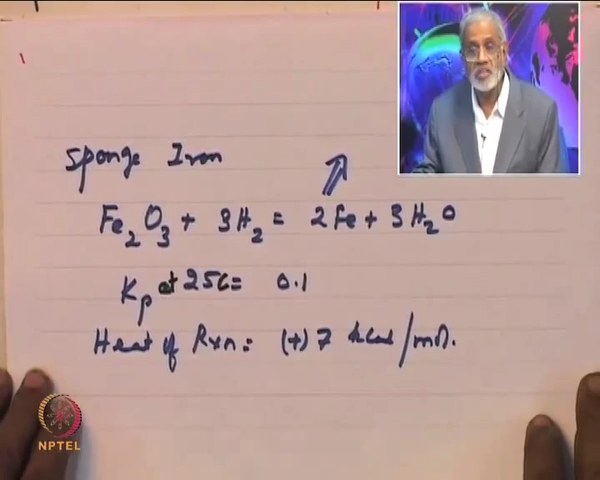 Sponge Iron
Fe₂O₃ + 3H₂ = 2Fe + 3H₂O
Kp at 25C = 0.1
Heat of Rxn: (+) 7 kcal/mol.
NPTEL